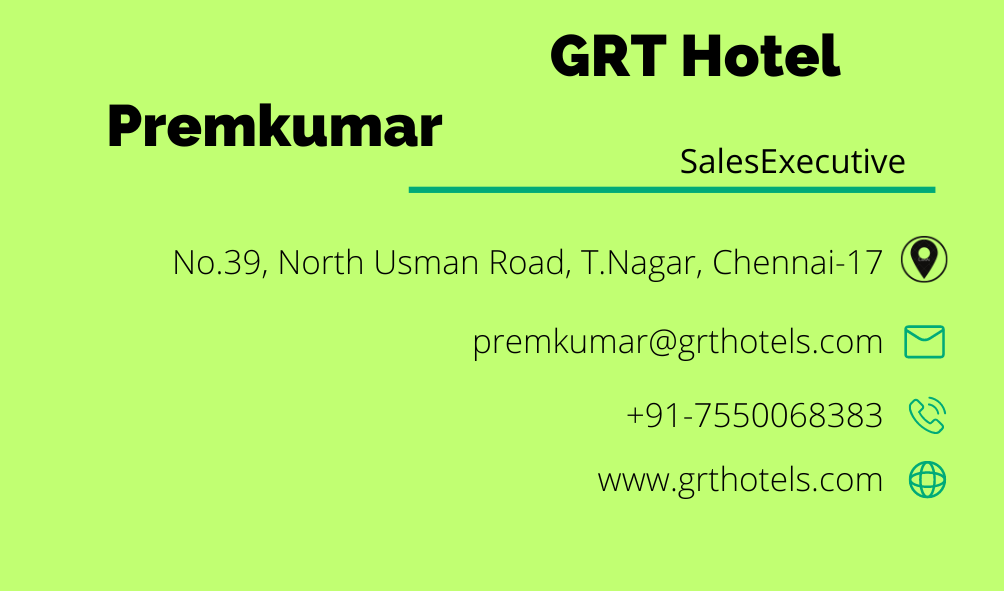 GRT Hotel
Premkumar
SalesExecutive
No.39, North Usman Road, T.Nagar, Chennai-17
premkumar@grthotels.com
+91-7550068383
www.grthotels.com